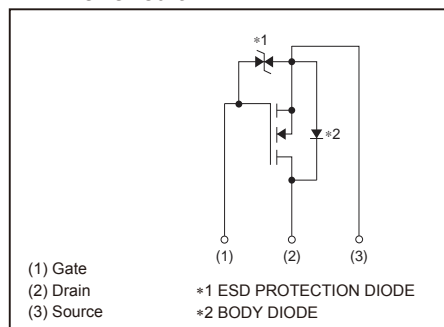 *1
*2
(1) (2) (3)
(1) Gate
(2) Drain *1 ESD PROTECTION DIODE
(3) Source *2 BODY DIODE